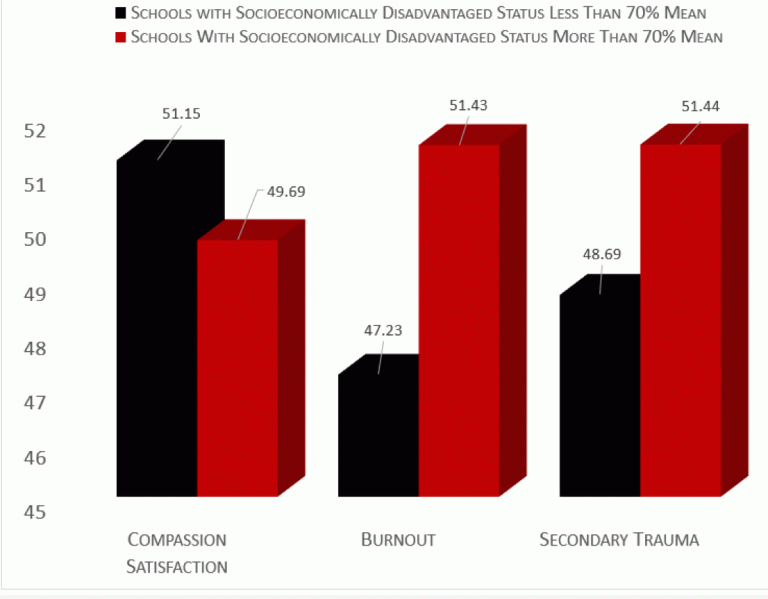 Schools with Socioeconomically Disadvantaged Status Less Than 70% Mean
Schools With Socioeconomically Disadvantaged Status More Than 70% Mean
51.15
49.69
51.43
51.44
47.23
48.69
52
51
50
49
48
47
46
45
Compassion
Satisfaction
Burnout
Secondary Trauma